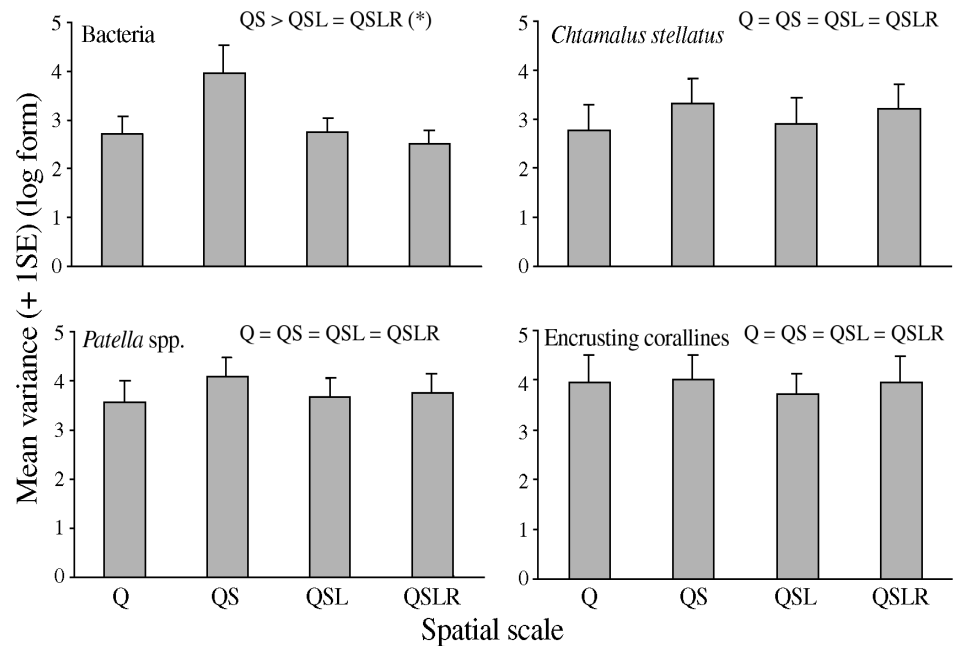 Mean variance (+ 1SE) (log form)
Bacteria
QS > QSL = QSLR (*)
5
4
3
2
1
0
Chtamalus stellatus
Q = QS = QSL = QSLR
5
4
3
2
1
0
Patella spp.
Q = QS = QSL = QSLR
5
4
3
2
1
0
Q QS QSL QSLR
Encrusting corallines
Q = QS = QSL = QSLR
5
4
3
2
1
0
Q QS QSL QSLR
Spatial scale